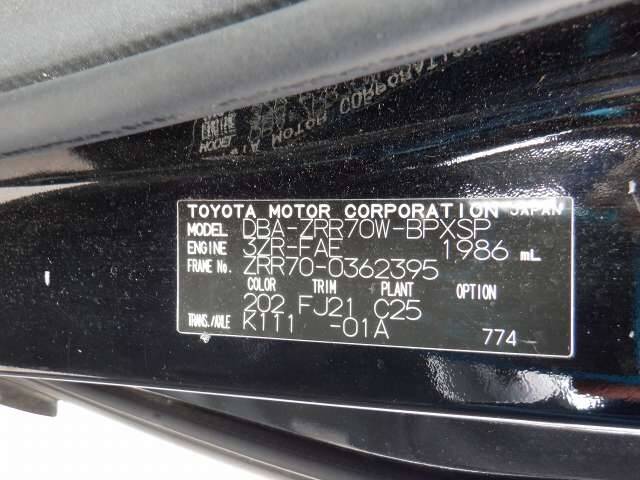 TOYOTA MOTOR CORPORATION JAPAN
MODEL DBA-ZRR70W-BPXSP
ENGINE 3ZR-FAE 1986 mL
FRAME No. ZRR70-0362395
COLOR TRIM PLANT OPTION
202 FJ21 C25
TRANS./AXLE K111 -01A 774-